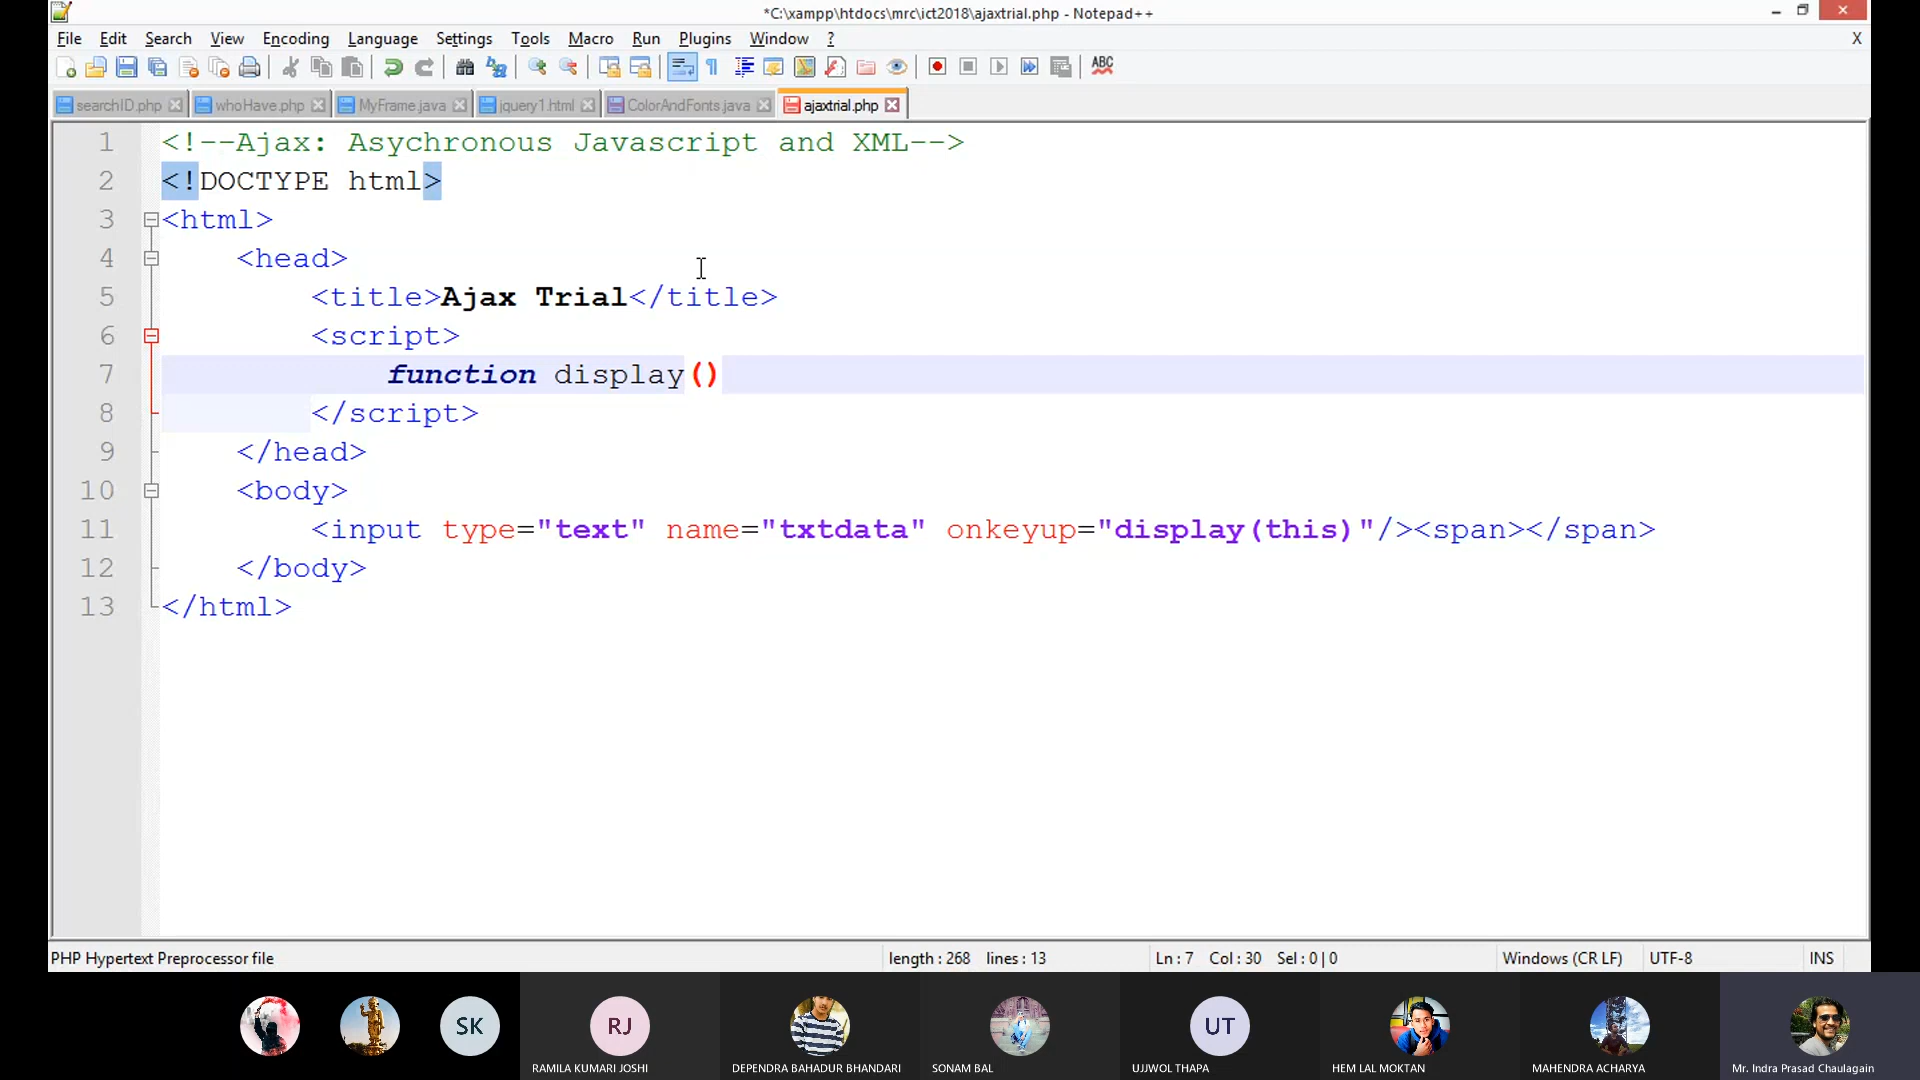 *C:\xampp\htdocs\mrc\ict2018\ajaxtrial.php - Notepad++
File Edit Search View Encoding Language Settings Tools Macro Run Plugins Window ? X
ABC
searchID.php whoHave.php MyFrame.java jquery1.html ColorAndFonts.java ajaxtrial.php
1 <!--Ajax: Asychronous Javascript and XML-->
2 <!DOCTYPE html>
3 <html>
4 <head>
5 <title>Ajax Trial</title>
6 <script>
7 function display()
8 </script>
9 </head>
10 <body>
11 <input type="text" name="txtdata" onkeyup="display(this)"/><span></span>
12 </body>
13 </html>
PHP Hypertext Preprocessor file length : 268 lines : 13 Ln : 7 Col : 30 Sel : 0 | 0 Windows (CR LF) UTF-8 INS
SK RJ UT
RAMILA KUMARI JOSHI DEPENDRA BAHADUR BHANDARI SONAM BAL UJJWOL THAPA HEM LAL MOKTAN MAHENDRA ACHARYA Mr. Indra Prasad Chaulagain